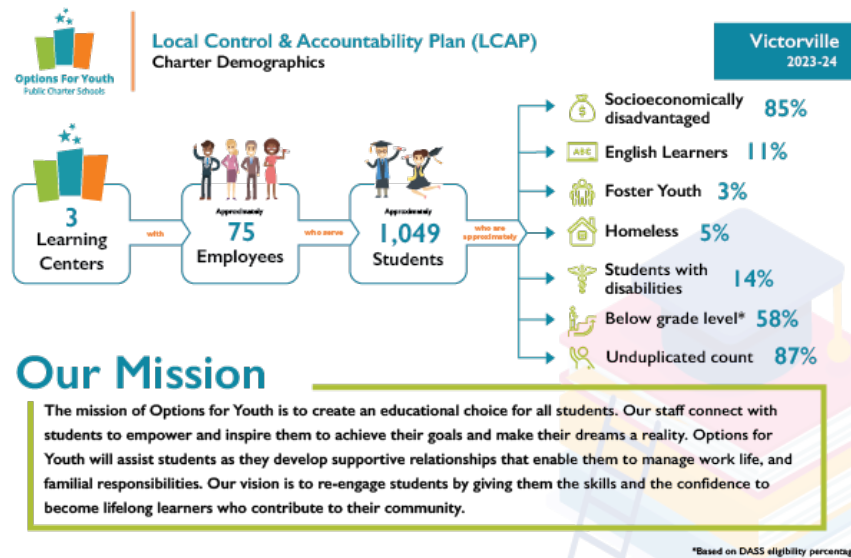 Options For Youth
Public Charter Schools
Local Control & Accountability Plan (LCAP)
Charter Demographics
Victorville
2023-24
3
Learning
Centers
with
Approximately
75
Employees
who serve
Approximately
1,049
Students
who are
approximately
Socioeconomically
disadvantaged 85%
ABC
English Learners 11%
Foster Youth 3%
Homeless 5%
Students with
disabilities 14%
Below grade level* 58%
Unduplicated count 87%
Our Mission
The mission of Options for Youth is to create an educational choice for all students. Our staff connect with
students to empower and inspire them to achieve their goals and make their dreams a reality. Options for
Youth will assist students as they develop supportive relationships that enable them to manage work life, and
familial responsibilities. Our vision is to re-engage students by giving them the skills and the confidence to
become lifelong learners who contribute to their community.
*Based on DASS eligibility percentag